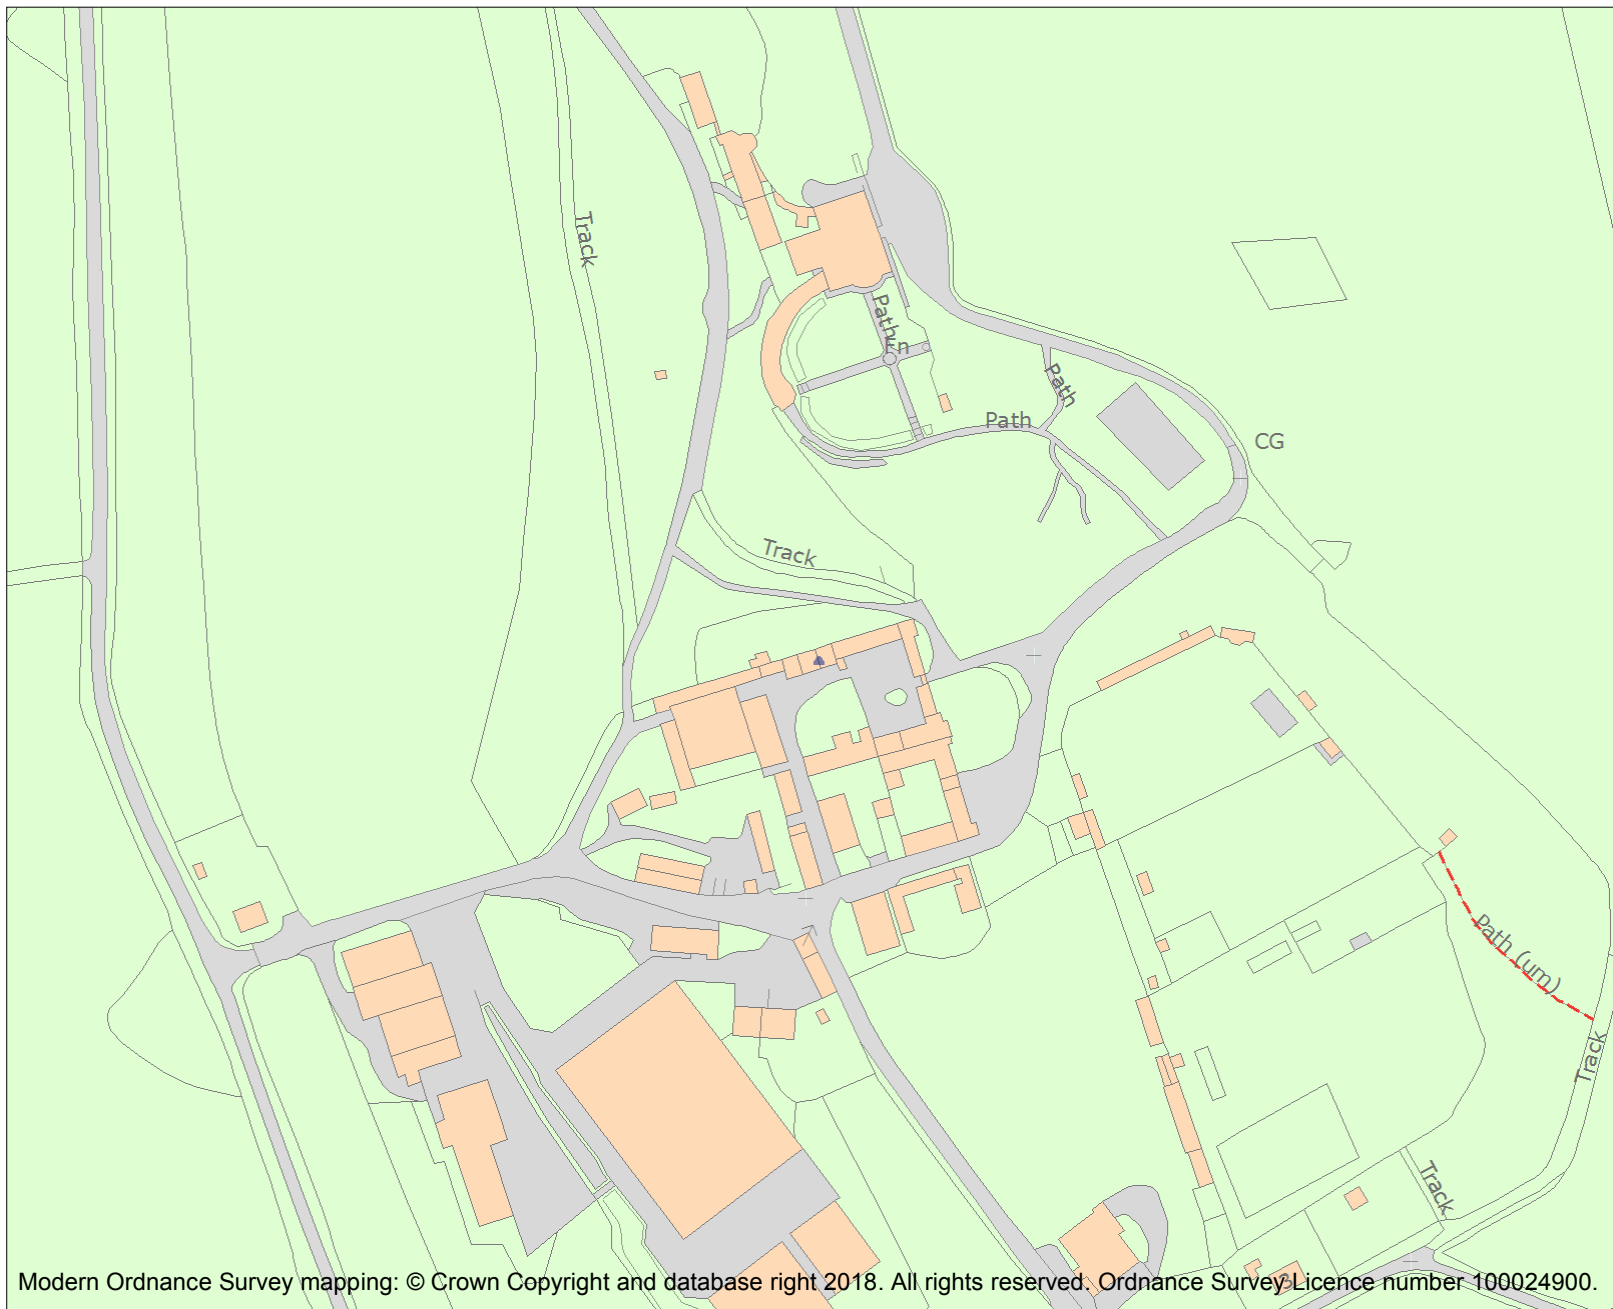 Track
Path
Fn
Path
Path
CG
Track
Path (um)
Track
Track
Modern Ordnance Survey mapping: © Crown Copyright and database right 2018. All rights reserved. Ordnance Survey Licence number 100024900.